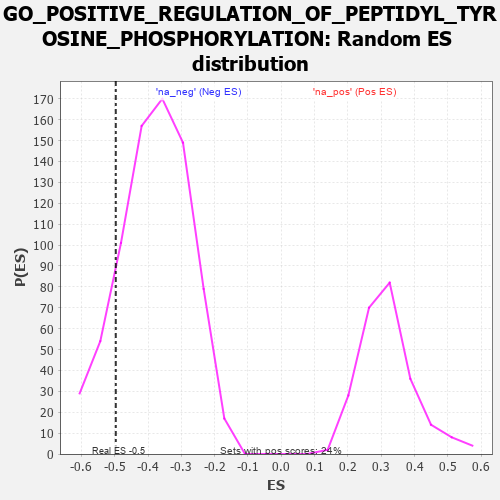 GO_POSITIVE_REGULATION_OF_PEPTIDYL_TYR
OSINE_PHOSPHORYLATION: Random ES
distribution
'na_neg' (Neg ES)
'na_pos' (Pos ES)
170
160
150
140
130
120
110
100
90
80
70
60
50
40
30
20
10
0
P(ES)
Real ES -0.5
Sets with pos scores: 24%
-0.6 -0.5 -0.4 -0.3 -0.2 -0.1 0.0 0.1 0.2 0.3 0.4 0.5 0.6
ES